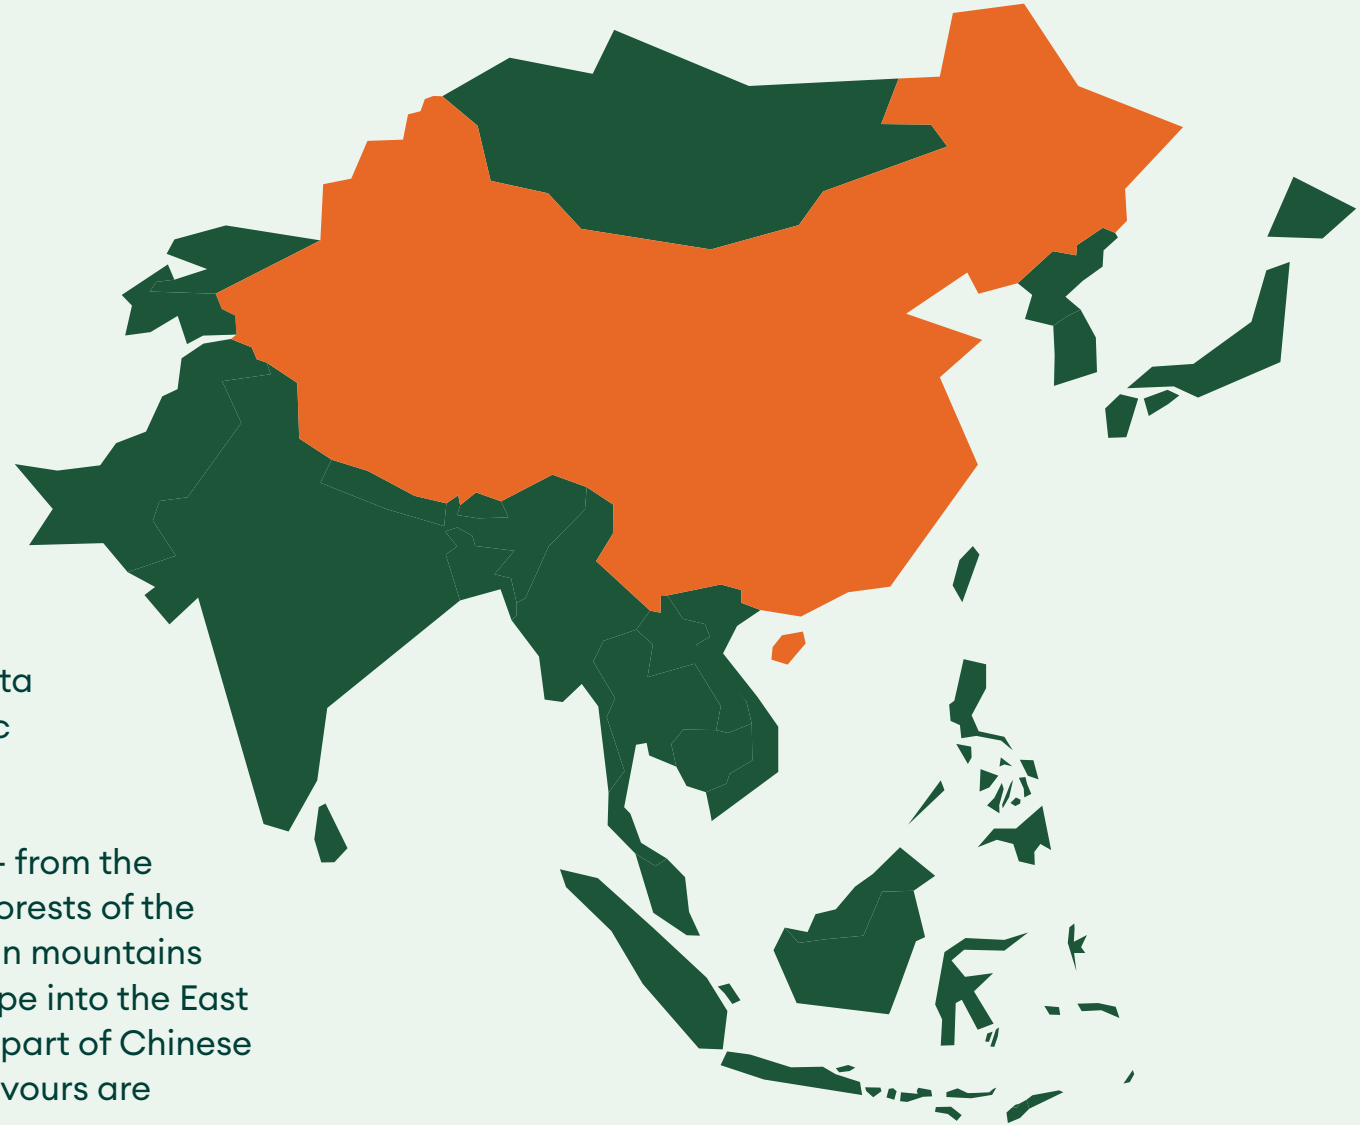 ta
c
- from the
orests of the
n mountains
pe into the East
part of Chinese
vours are